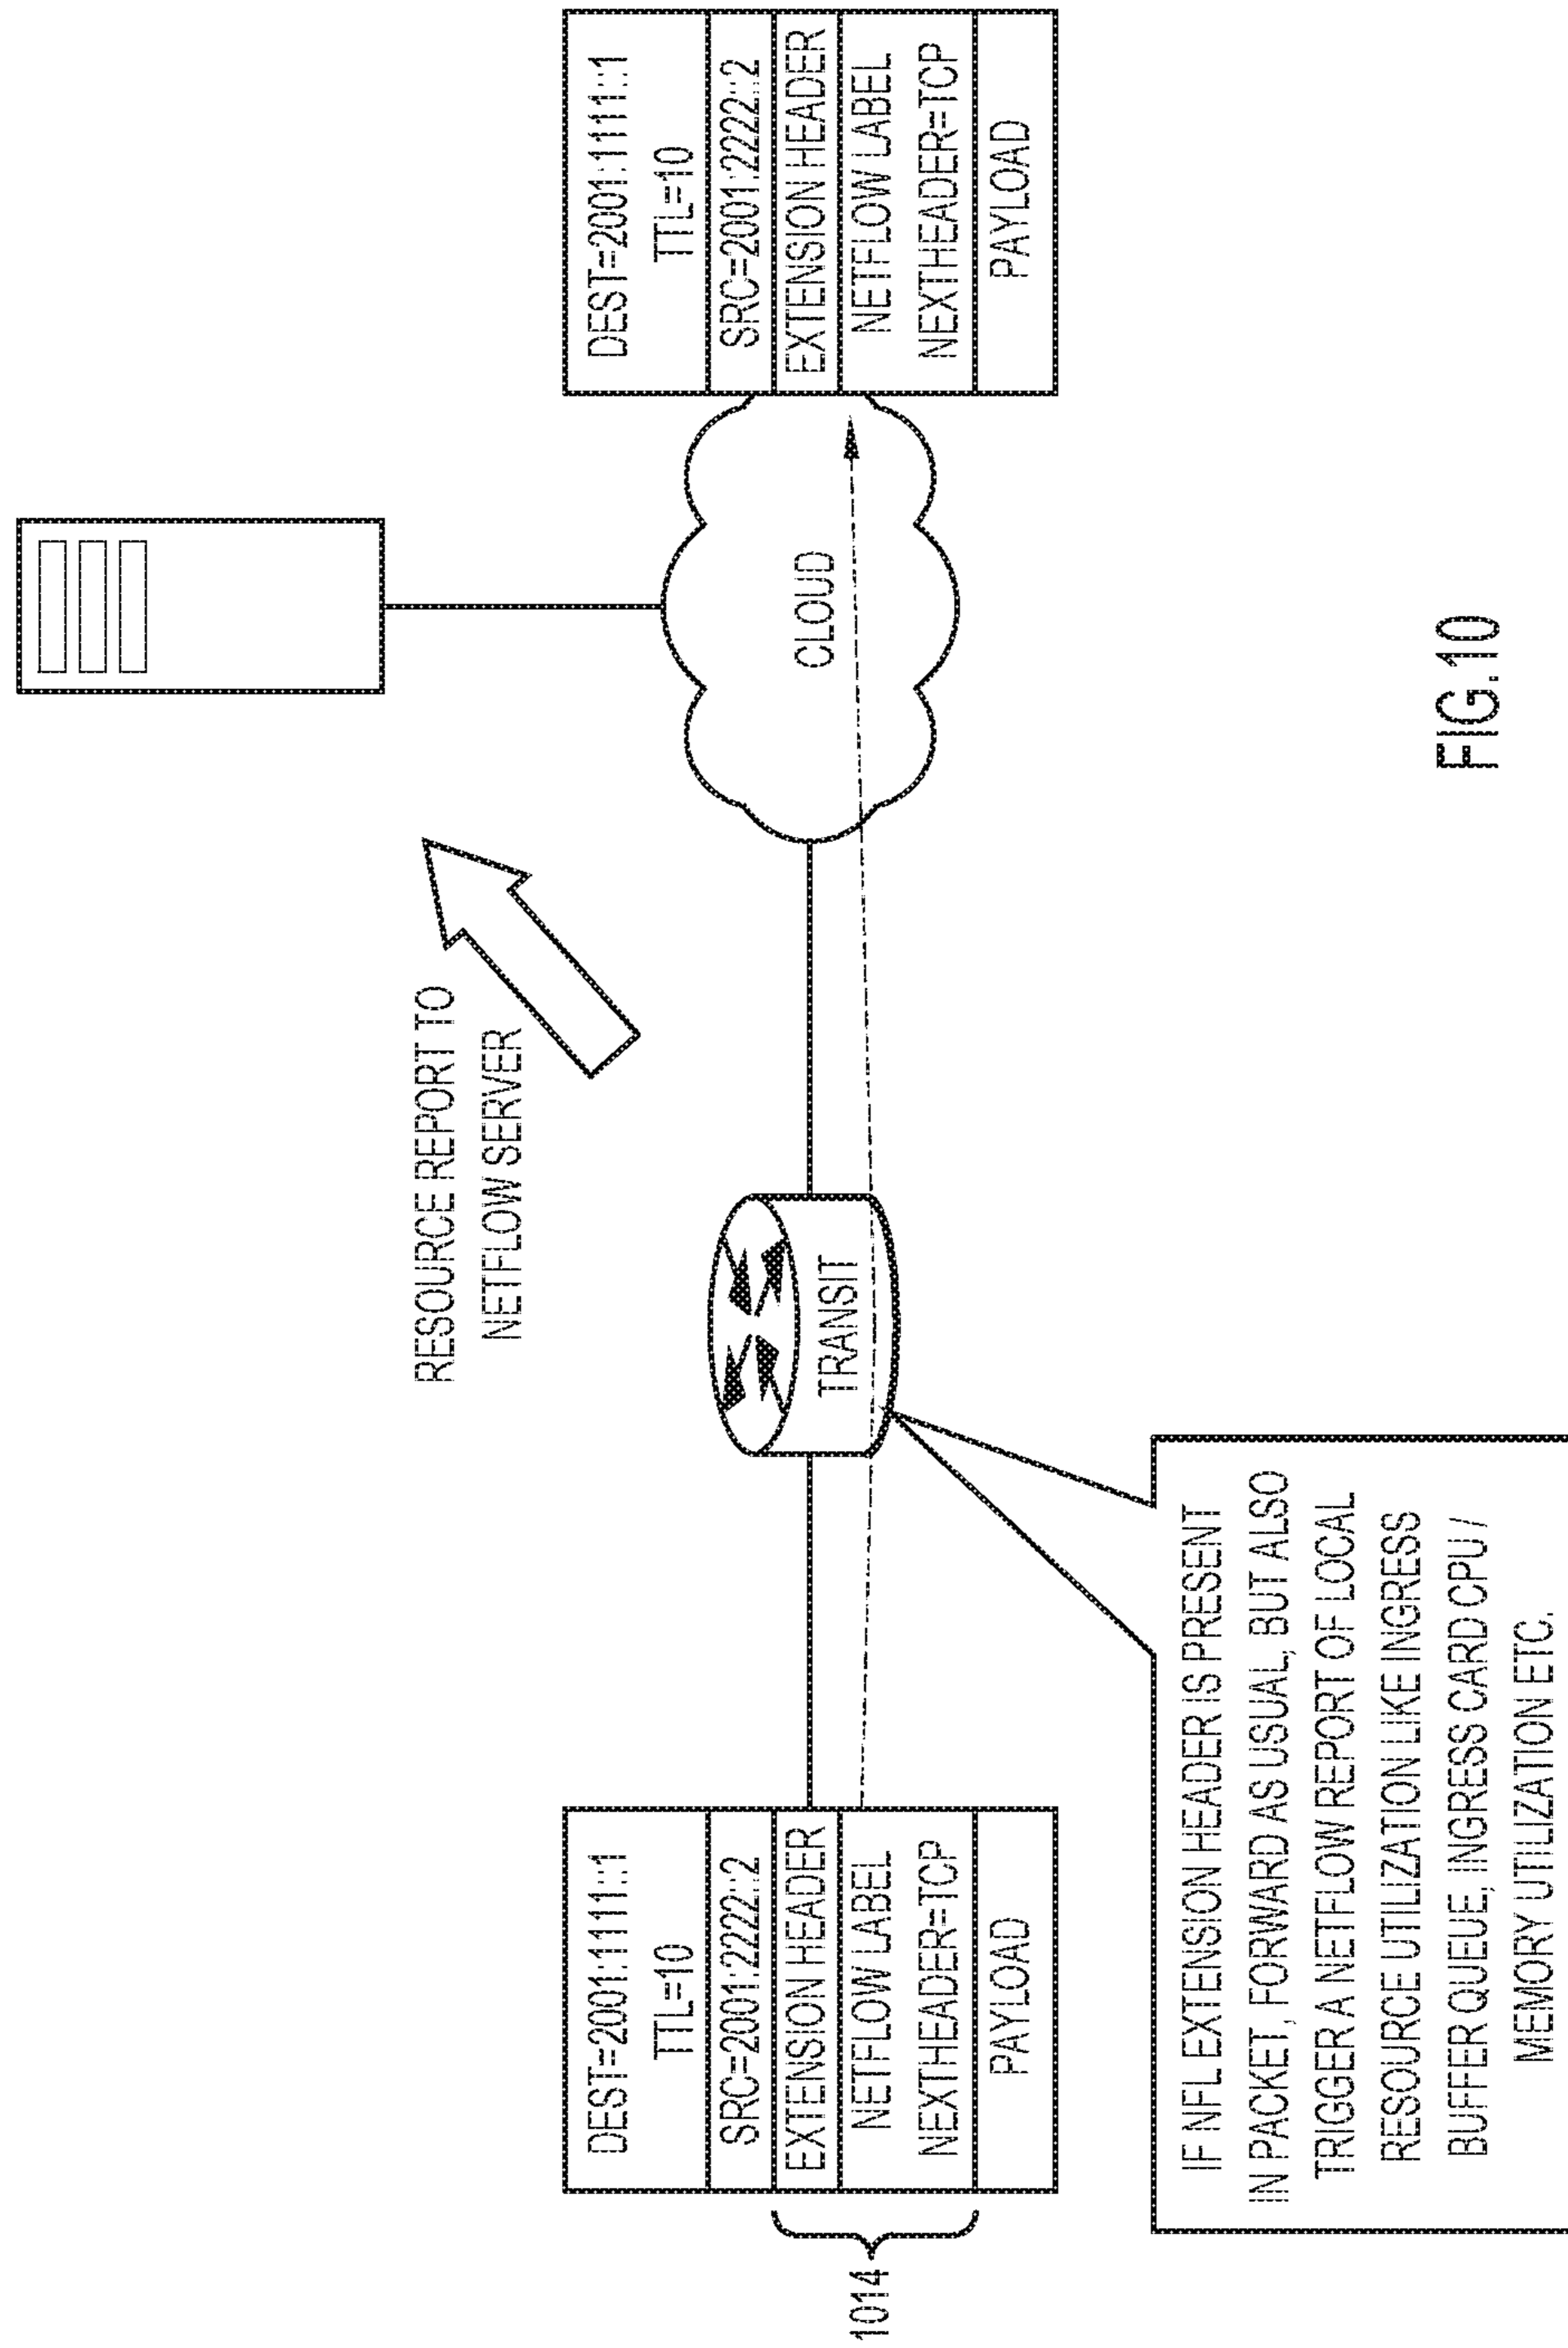 RESOURCE REPORT TO
NETFLOW SERVER
DEST=2001:1111::1
TTL=10
SRC=2001:2222::2
EXTENSION HEADER
NETFLOW LABEL
NEXTHEADER=TCP
PAYLOAD
1014
TRANSIT
CLOUD
DEST=2001:1111::1
TTL=10
SRC=2001:2222::2
EXTENSION HEADER
NETFLOW LABEL
NEXTHEADER=TCP
PAYLOAD
IF NFL EXTENSION HEADER IS PRESENT
IN PACKET, FORWARD AS USUAL, BUT ALSO
TRIGGER A NETFLOW REPORT OF LOCAL
RESOURCE UTILIZATION LIKE INGRESS
BUFFER QUEUE, INGRESS CARD CPU /
MEMORY UTILIZATION ETC.
FIG.10